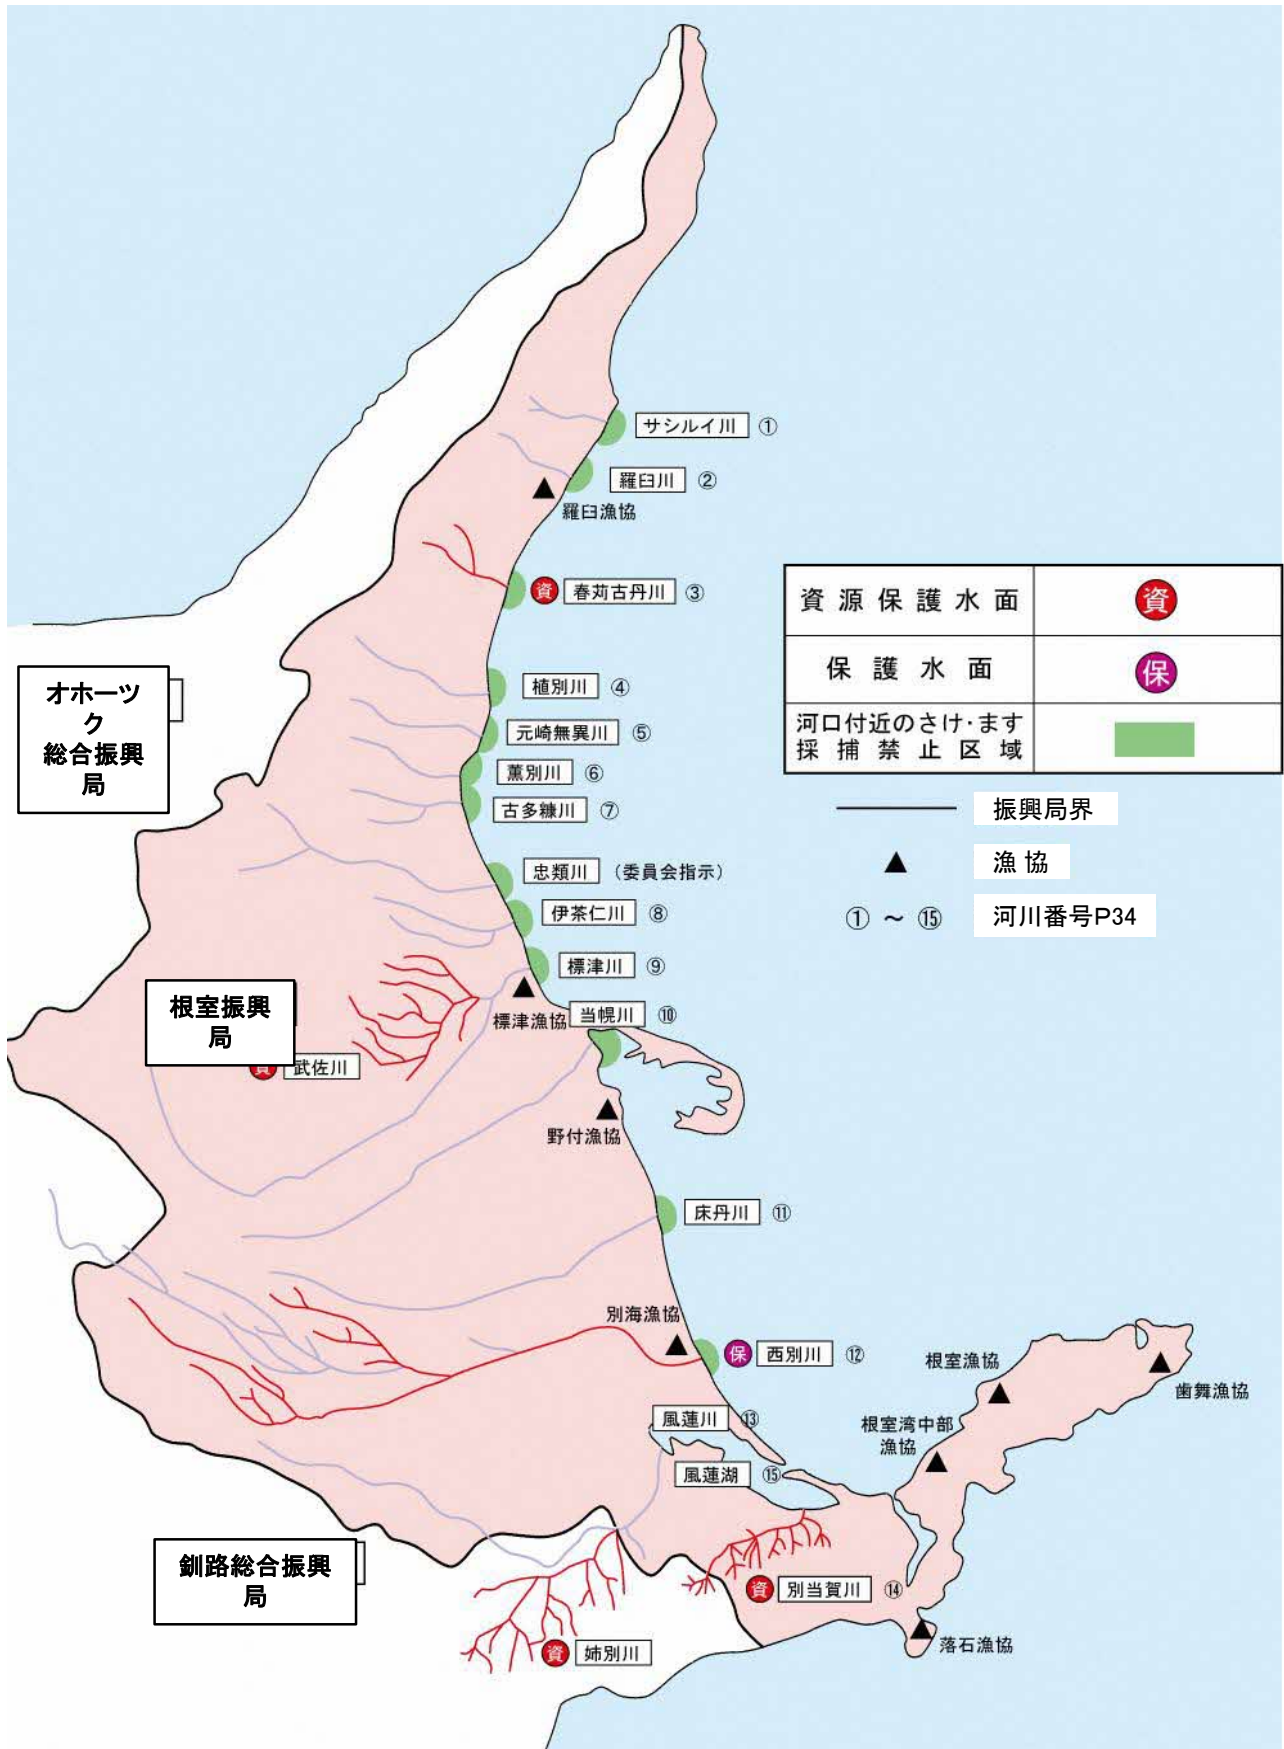 サシルイ川 ①
羅臼川 ②
羅臼漁協
資 春苅古丹川 ③
資源保護水面 資
保護水面 保
河口付近のさけ･ます
採捕禁止区域
植別川 ④
元崎無異川 ⑤
薫別川 ⑥
古多糠川 ⑦
オホーツ
ク
総合振興
局
振興局界
漁 協
① ～ ⑮ 河川番号P34
忠類川 (委員会指示)
伊茶仁川 ⑧
標津川 ⑨
標津漁協
当幌川 ⑩
根室振興
局
資 武佐川
野付漁協
床丹川 ⑪
別海漁協
保 西別川 ⑫
根室漁協
歯舞漁協
風蓮川 ⑬
根室湾中部
漁協
風蓮湖 ⑮
釧路総合振興
局
資 別当賀川 ⑭
資 姉別川
落石漁協